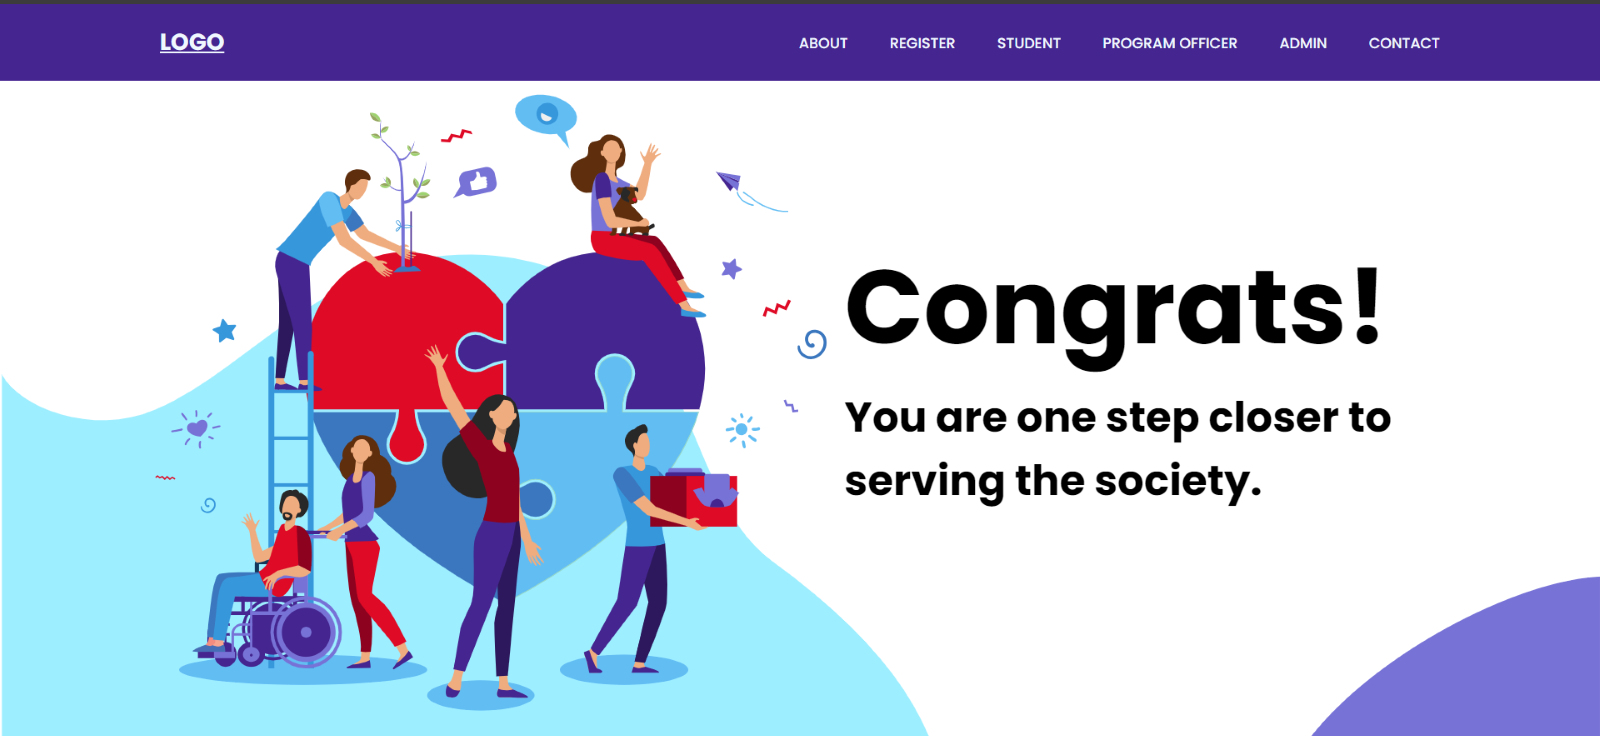 LOGO
ABOUT REGISTER STUDENT PROGRAM OFFICER ADMIN CONTACT
Congrats!
You are one step closer to
serving the society.